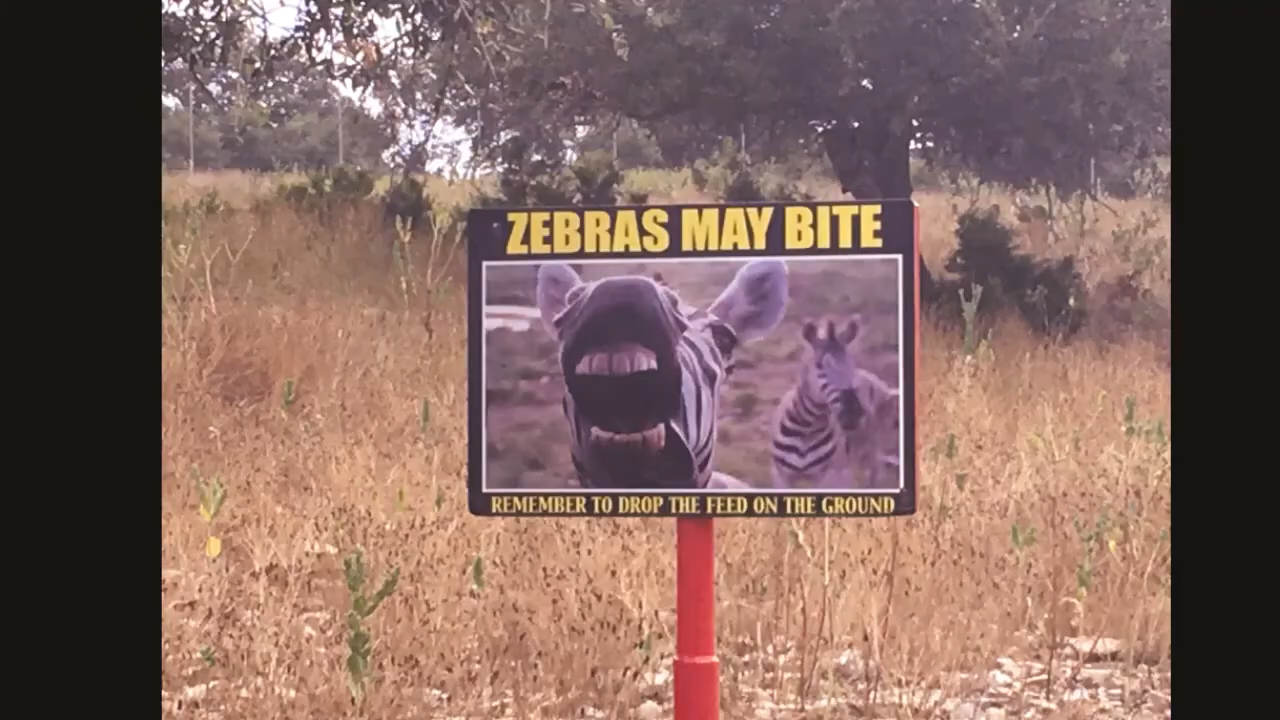 ZEBRAS MAY BITE
REMEMBER TO DROP THE FEED ON THE GROUND